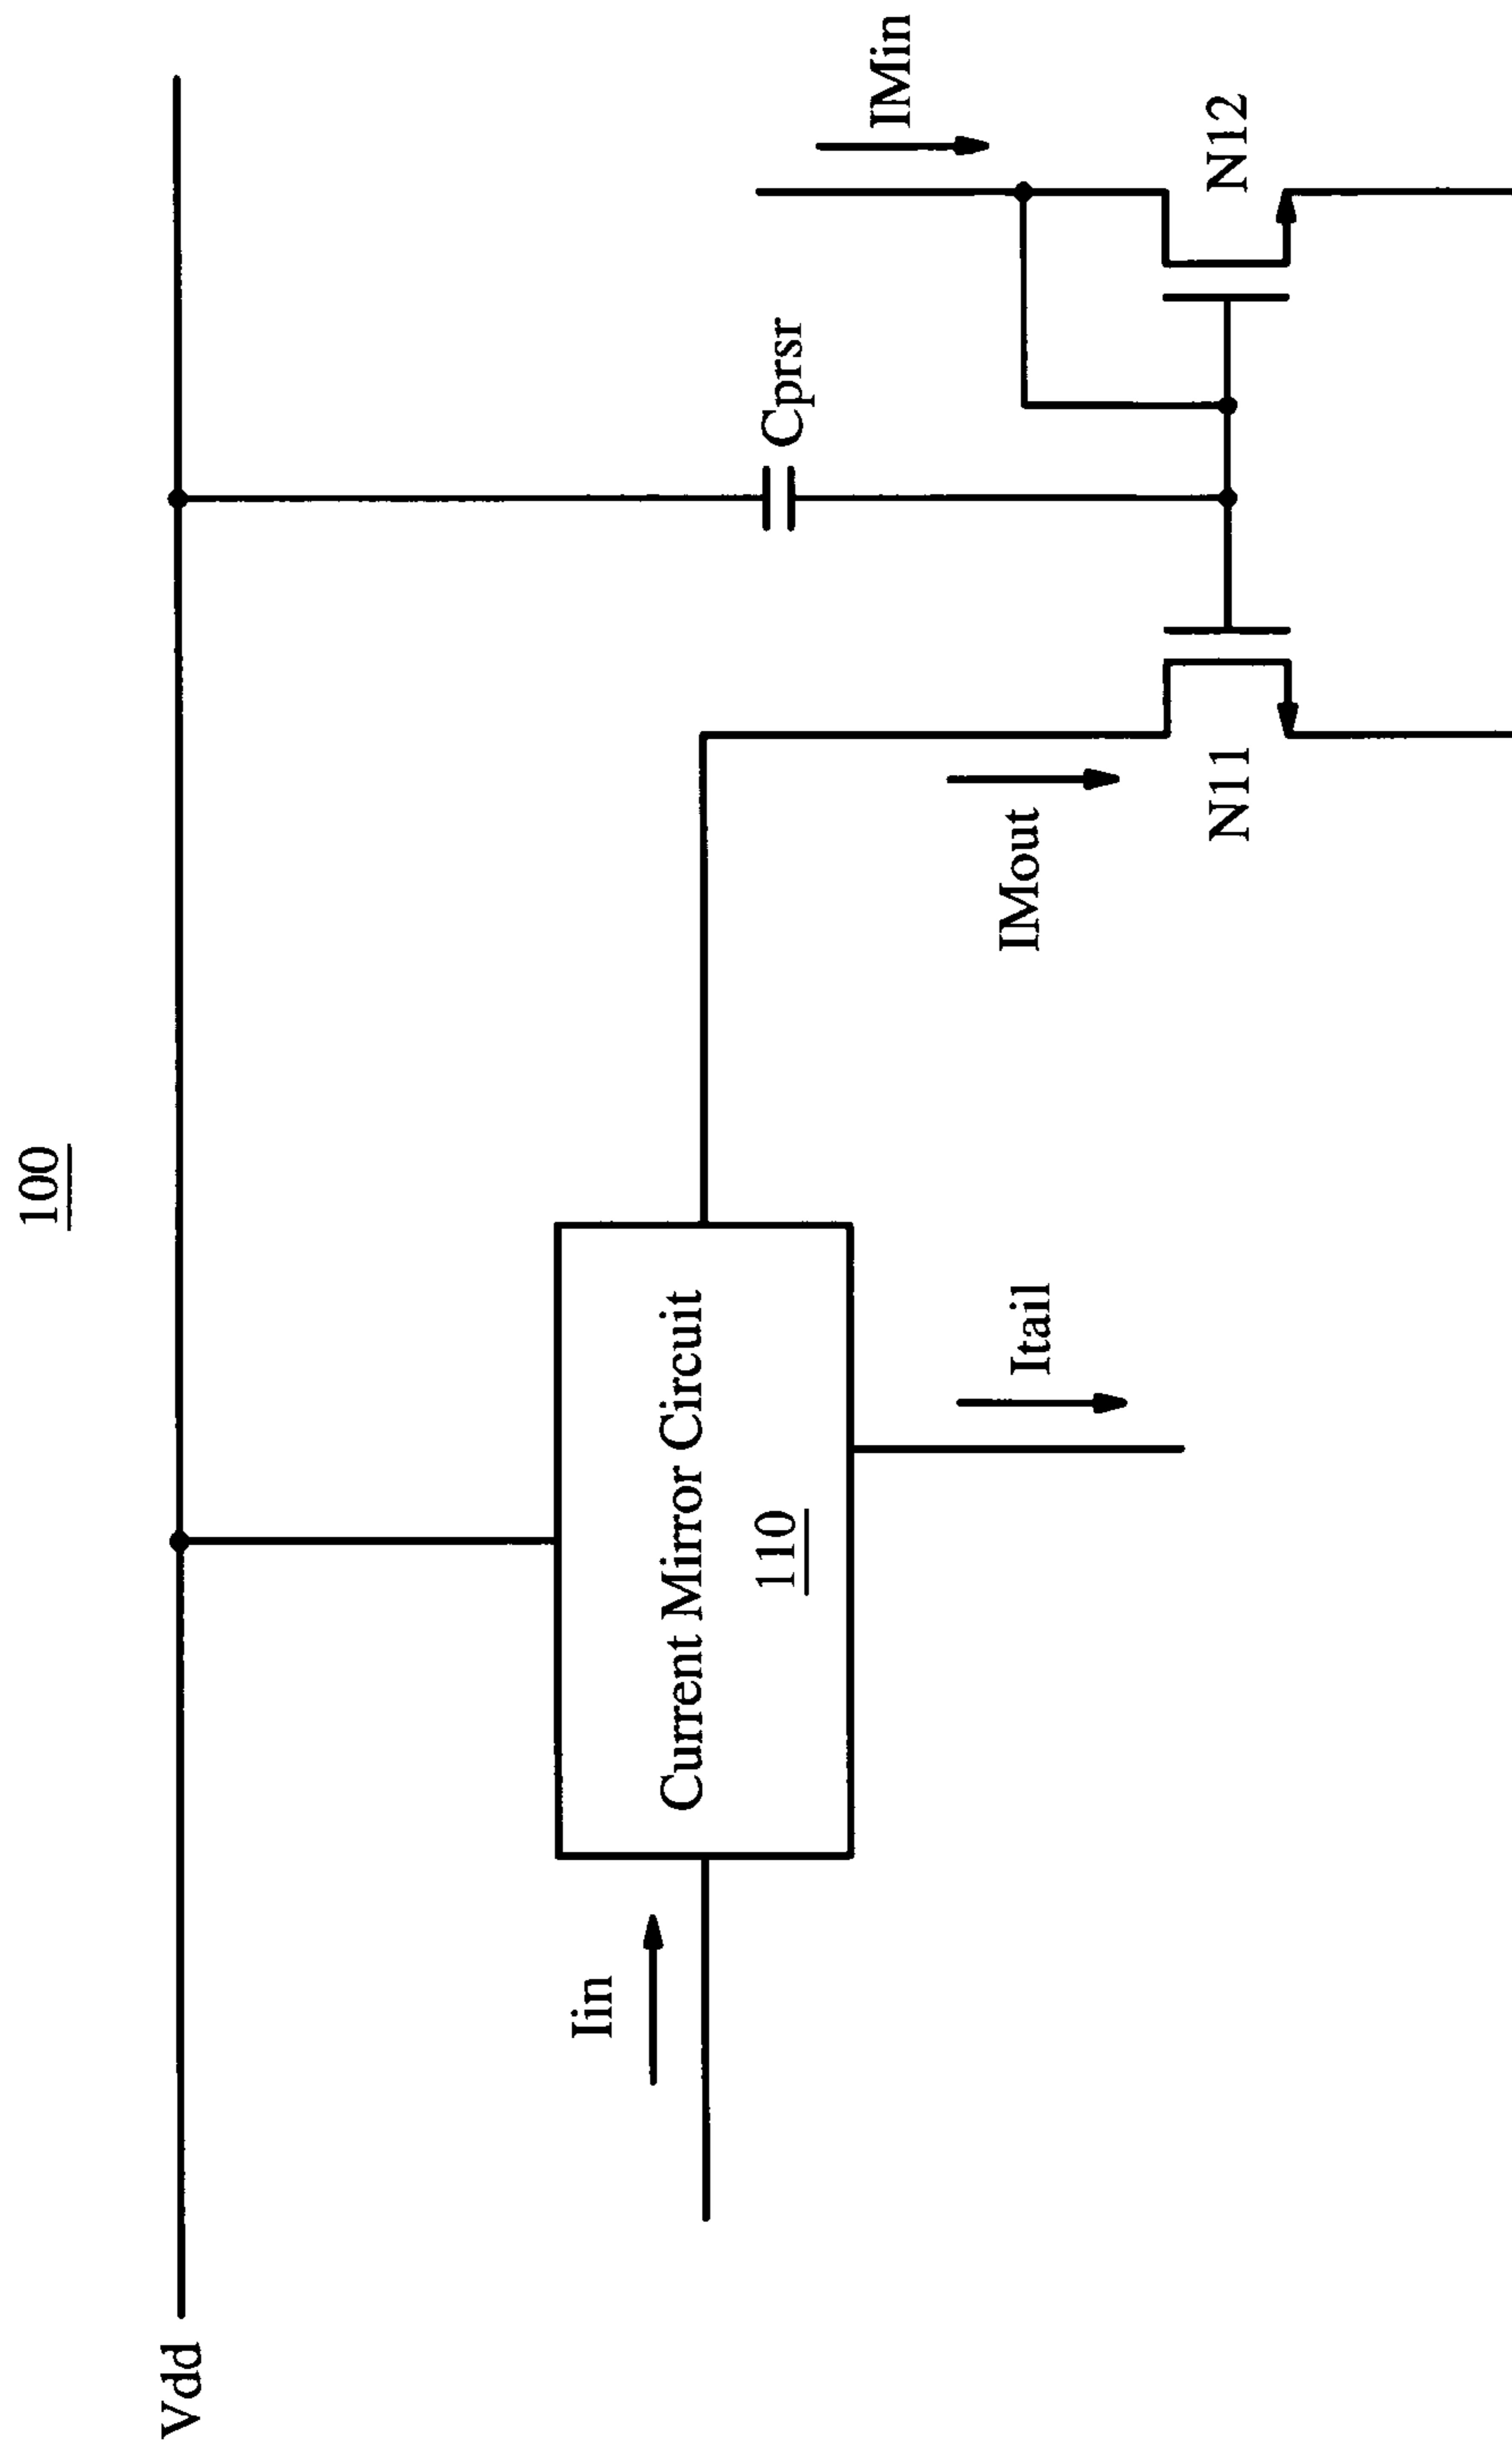 100
Vdd
Iin
Current Mirror Circuit
110
Itail
IMout
N11
Cprsr
IMin
N12